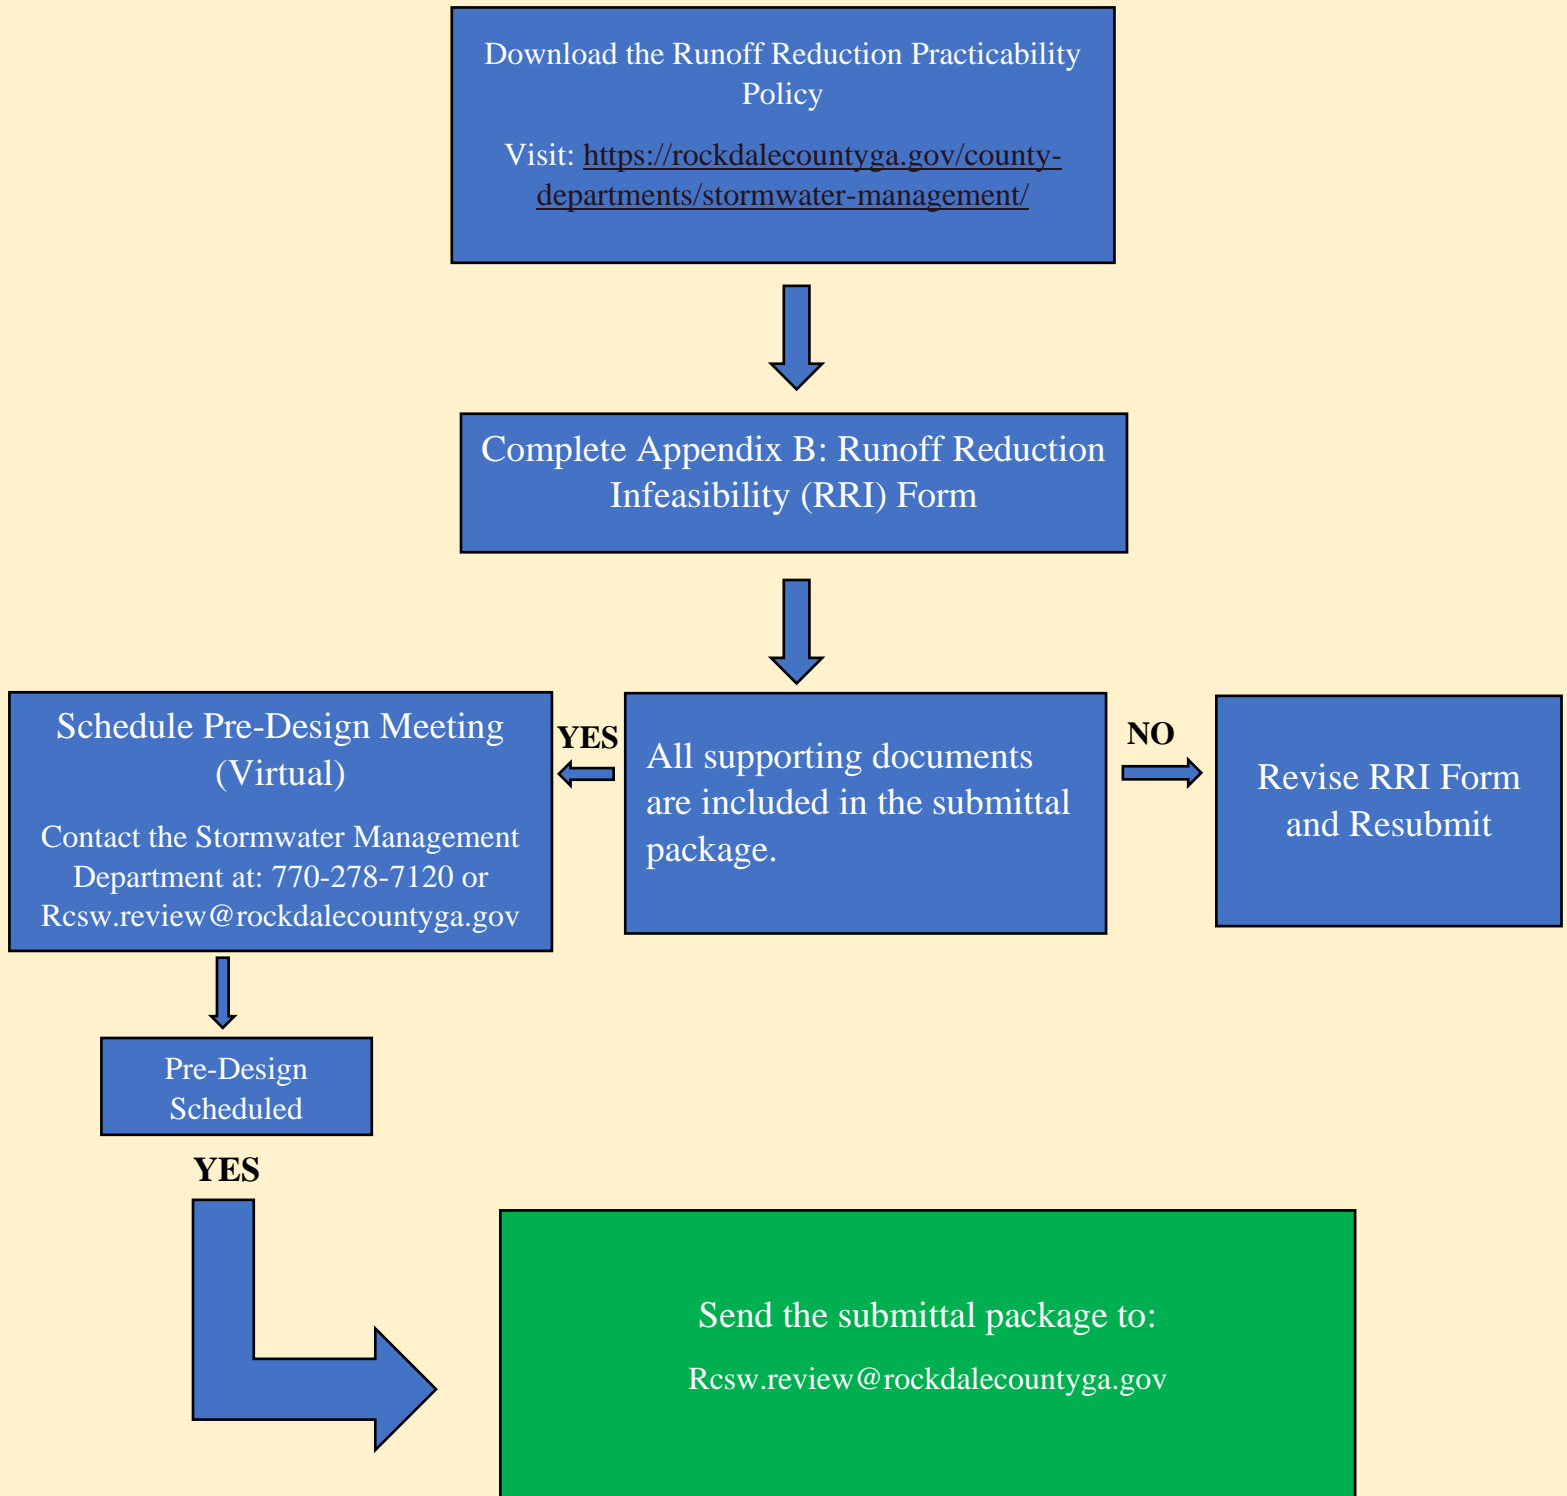 Download the Runoff Reduction Practicability
Policy
Visit: https://rockdalecountyga.gov/county-
departments/stormwater-management/
Complete Appendix B: Runoff Reduction
Infeasibility (RRI) Form
Schedule Pre-Design Meeting
(Virtual)
Contact the Stormwater Management
Department at: 770-278-7120 or
Rcsw.review@rockdalecountyga.gov
YES
All supporting documents
are included in the submittal
package.
NO
Revise RRI Form
and Resubmit
Pre-Design
Scheduled
YES
Send the submittal package to:
Rcsw.review@rockdalecountyga.gov